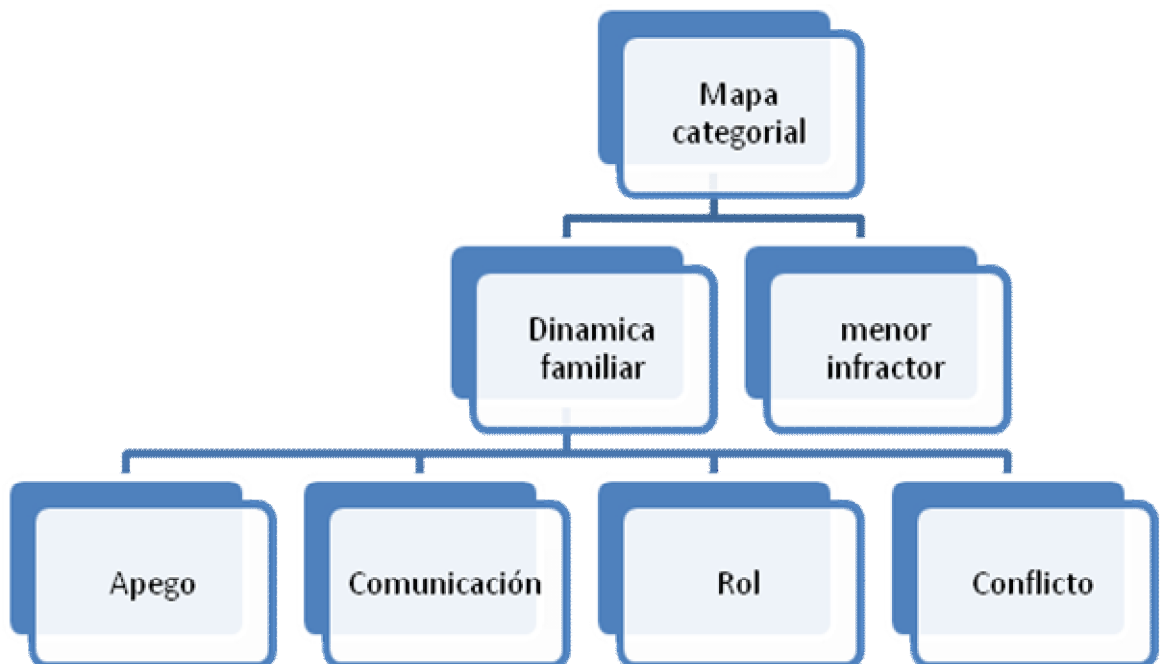 Mapa
categorial
Dinamica
familiar
menor
infractor
Apego
Comunicación
Rol
Conflicto